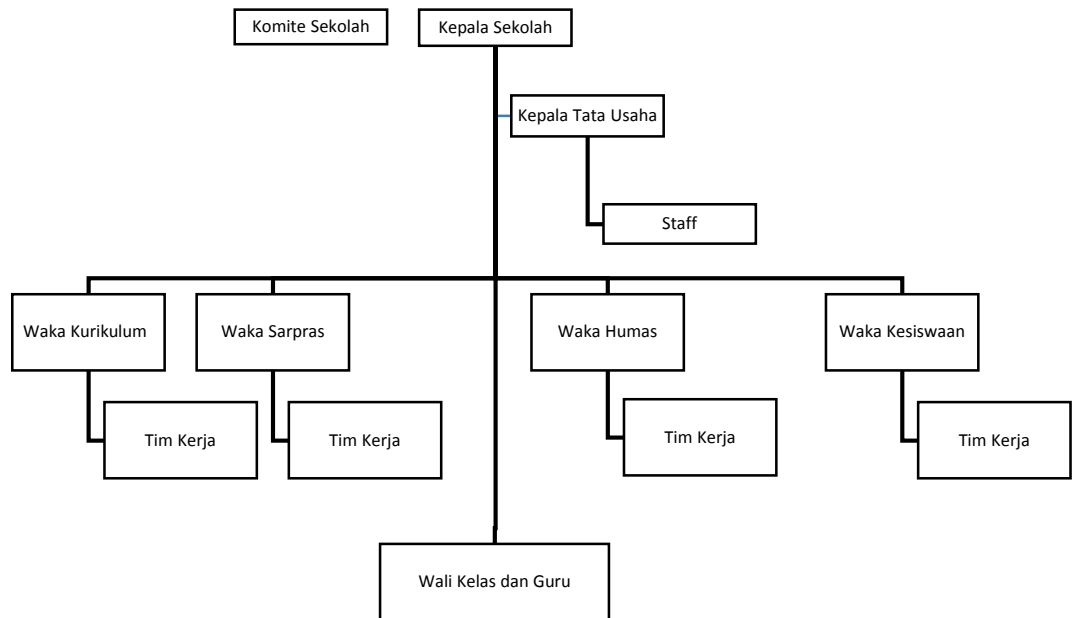 Komite Sekolah
Kepala Sekolah
Kepala Tata Usaha
Staff
Waka Kurikulum
Waka Sarpras
Waka Humas
Waka Kesiswaan
Tim Kerja
Tim Kerja
Tim Kerja
Tim Kerja
Wali Kelas dan Guru